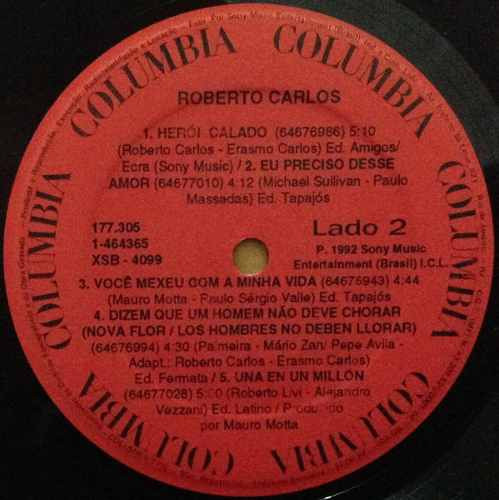 COLUMBIA COLUMBIA COLUMBIA COLUMBIA COLUMBIA COLUMBIA
ROBERTO CARLOS
1. HERÓI CALADO (64676986) 5:10
(Roberto Carlos - Erasmo Carlos) Ed. Amigos/
Ecra (Sony Music) / 2. EU PRECISO DESSE
AMOR (64677010) 4:12 (Michael Sullivan - Paulo
Massadas) Ed. Tapajós
177.305
1-464365
XSB - 4099
Lado 2
P. 1992 Sony Music
Entertainment (Brasil) I.C.L.
3. VOCÊ MEXEU COM A MINHA VIDA (64676943) 4:44
(Mauro Motta - Paulo Sérgio Valle) Ed. Tapajós
4. DIZEM QUE UM HOMEM NÃO DEVE CHORAR
(NOVA FLOR / LOS HOMBRES NO DEBEN LLORAR)
(64676994) 4:30 (Palmeira - Mário Zan/ Pepe Avila -
Adapt.: Roberto Carlos - Erasmo Carlos)
Ed. Fermata / 5. UNA EN UN MILLÓN
(64677028) (Roberto Livi - Alejandro
Vezzani) Ed. Latino / Produzido
por Mauro Motta